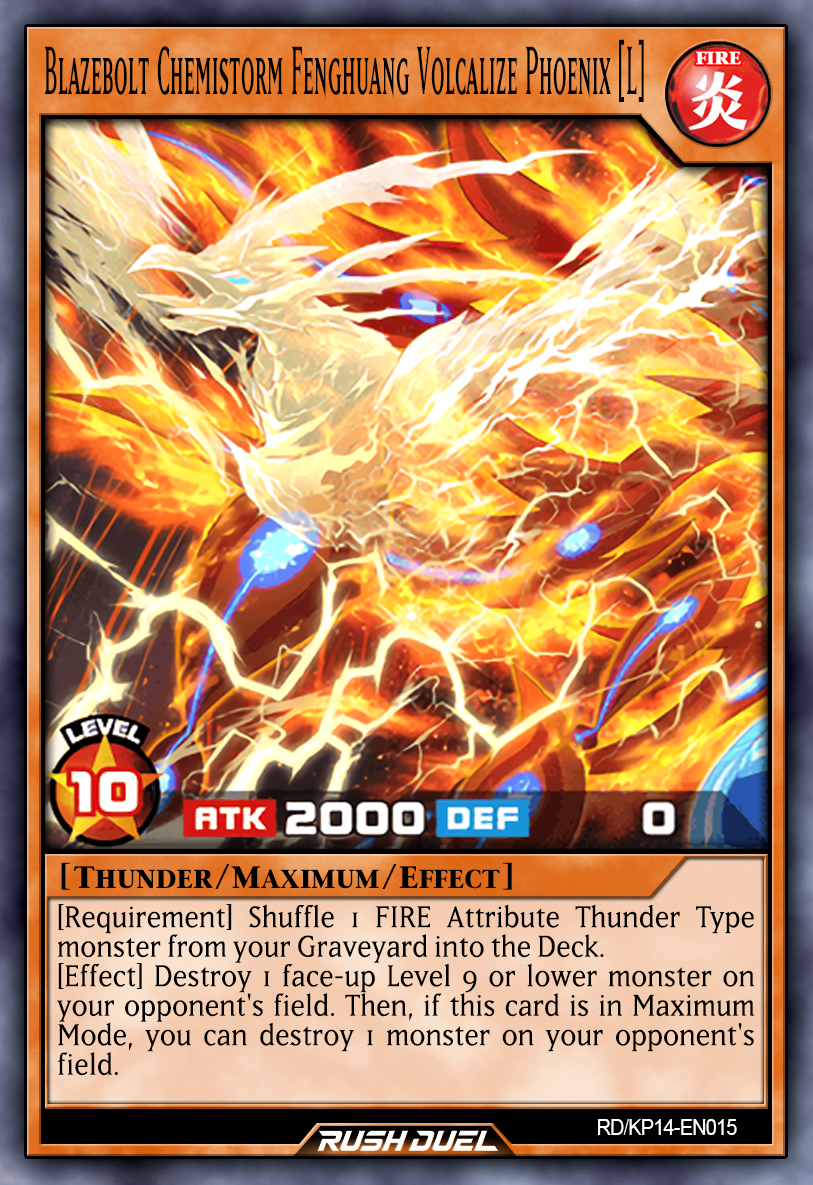 Blazebolt Chemistorm Fenghuang Volcalize Phoenix [L]
FIRE
炎
LEVEL
10
ATK 2000 DEF 0
[Thunder/Maximum/Effect]
[Requirement] Shuffle 1 FIRE Attribute Thunder Type
monster from your Graveyard into the Deck.
[Effect] Destroy 1 face-up Level 9 or lower monster on
your opponent's field. Then, if this card is in Maximum
Mode, you can destroy 1 monster on your opponent's
field.
RD/KP14-EN015
RUSH DUEL